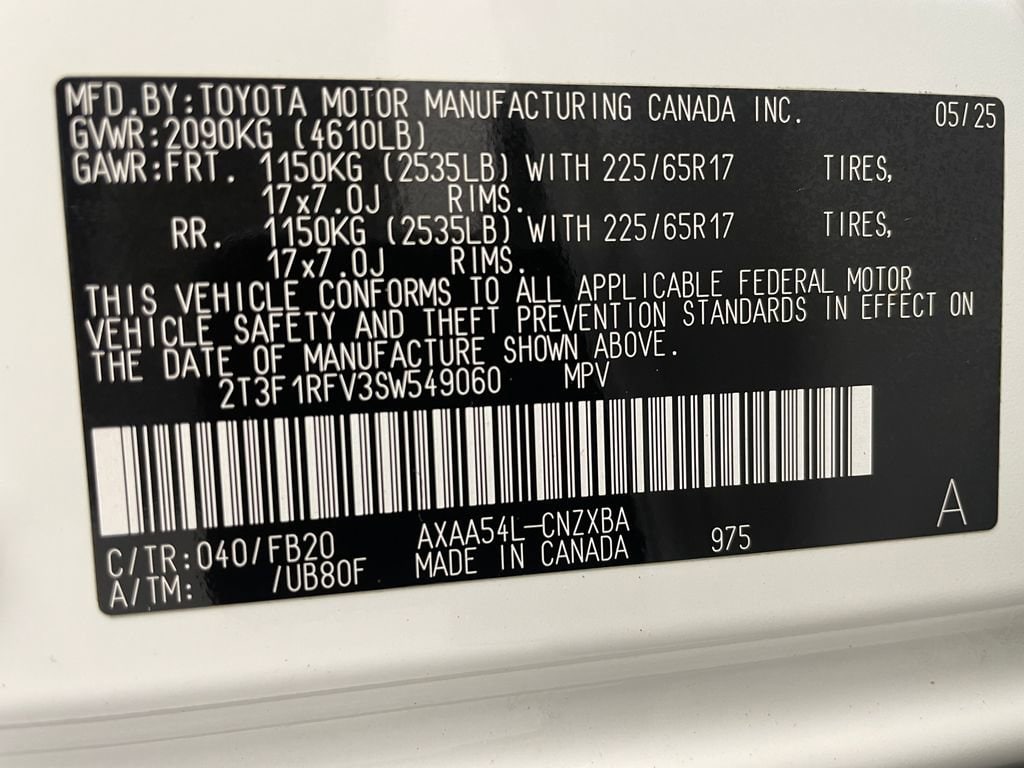 MFD.BY:TOYOTA MOTOR MANUFACTURING CANADA INC. 05/25
GVWR:2090KG (4610LB)
GAWR:FRT. 1150KG (2535LB) WITH 225/65R17 TIRES,
17x7.0J RIMS.
RR. 1150KG (2535LB) WITH 225/65R17 TIRES,
17x7.0J RIMS.
THIS VEHICLE CONFORMS TO ALL APPLICABLE FEDERAL MOTOR
VEHICLE SAFETY AND THEFT PREVENTION STANDARDS IN EFFECT ON
THE DATE OF MANUFACTURE SHOWN ABOVE.
2T3F1RFV3SW549060 MPV
C/TR:040/FB20 AXAA54L-CNZXBA 975 A
A/TM: /UB80F MADE IN CANADA